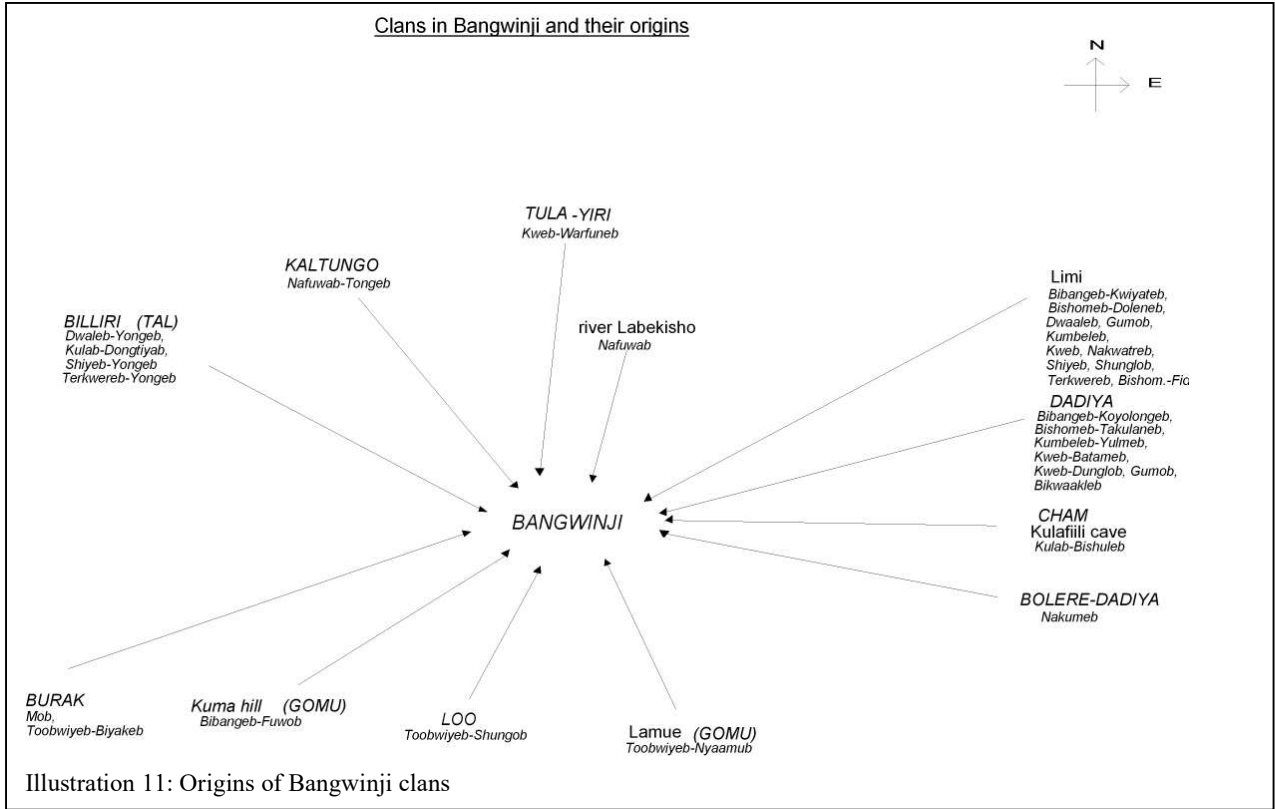 Clans in Bangwinji and their origins
N
E
TULA -YIRI
Kweb-Warfuneb
KALTUNGO
Nafuwab-Tongeb
BILLIRI (TAL)
Dwaleb-Yongeb,
Kulab-Dongtiyab,
Shiyeb-Yongeb
Terkwereb-Yongeb
river Labekisho
Nafuwab
Limi
Bibangeb-Kwiyateb,
Bishomeb-Doleneb,
Dwaaleb, Gumob,
Kumbeleb,
Kweb, Nakwatreb,
Shiyeb, Shunglob,
Terkwereb, Bishom.-Fio
DADIYA
Bibangeb-Koyolongeb,
Bishomeb-Takulaneb,
Kumbeleb-Yulmeb,
Kweb-Batameb,
Kweb-Dunglob, Gumob,
Bikwaakleb
BANGWINJI
CHAM
Kulafiili cave
Kulab-Bishuleb
BOLERE-DADIYA
Nakumeb
BURAK
Mob,
Toobwiyeb-Biyakeb
Kuma hill (GOMU)
Bibangeb-Fuwob
LOO
Toobwiyeb-Shungob
Lamue (GOMU)
Toobwiyeb-Nyaamub
Illustration 11: Origins of Bangwinji clans